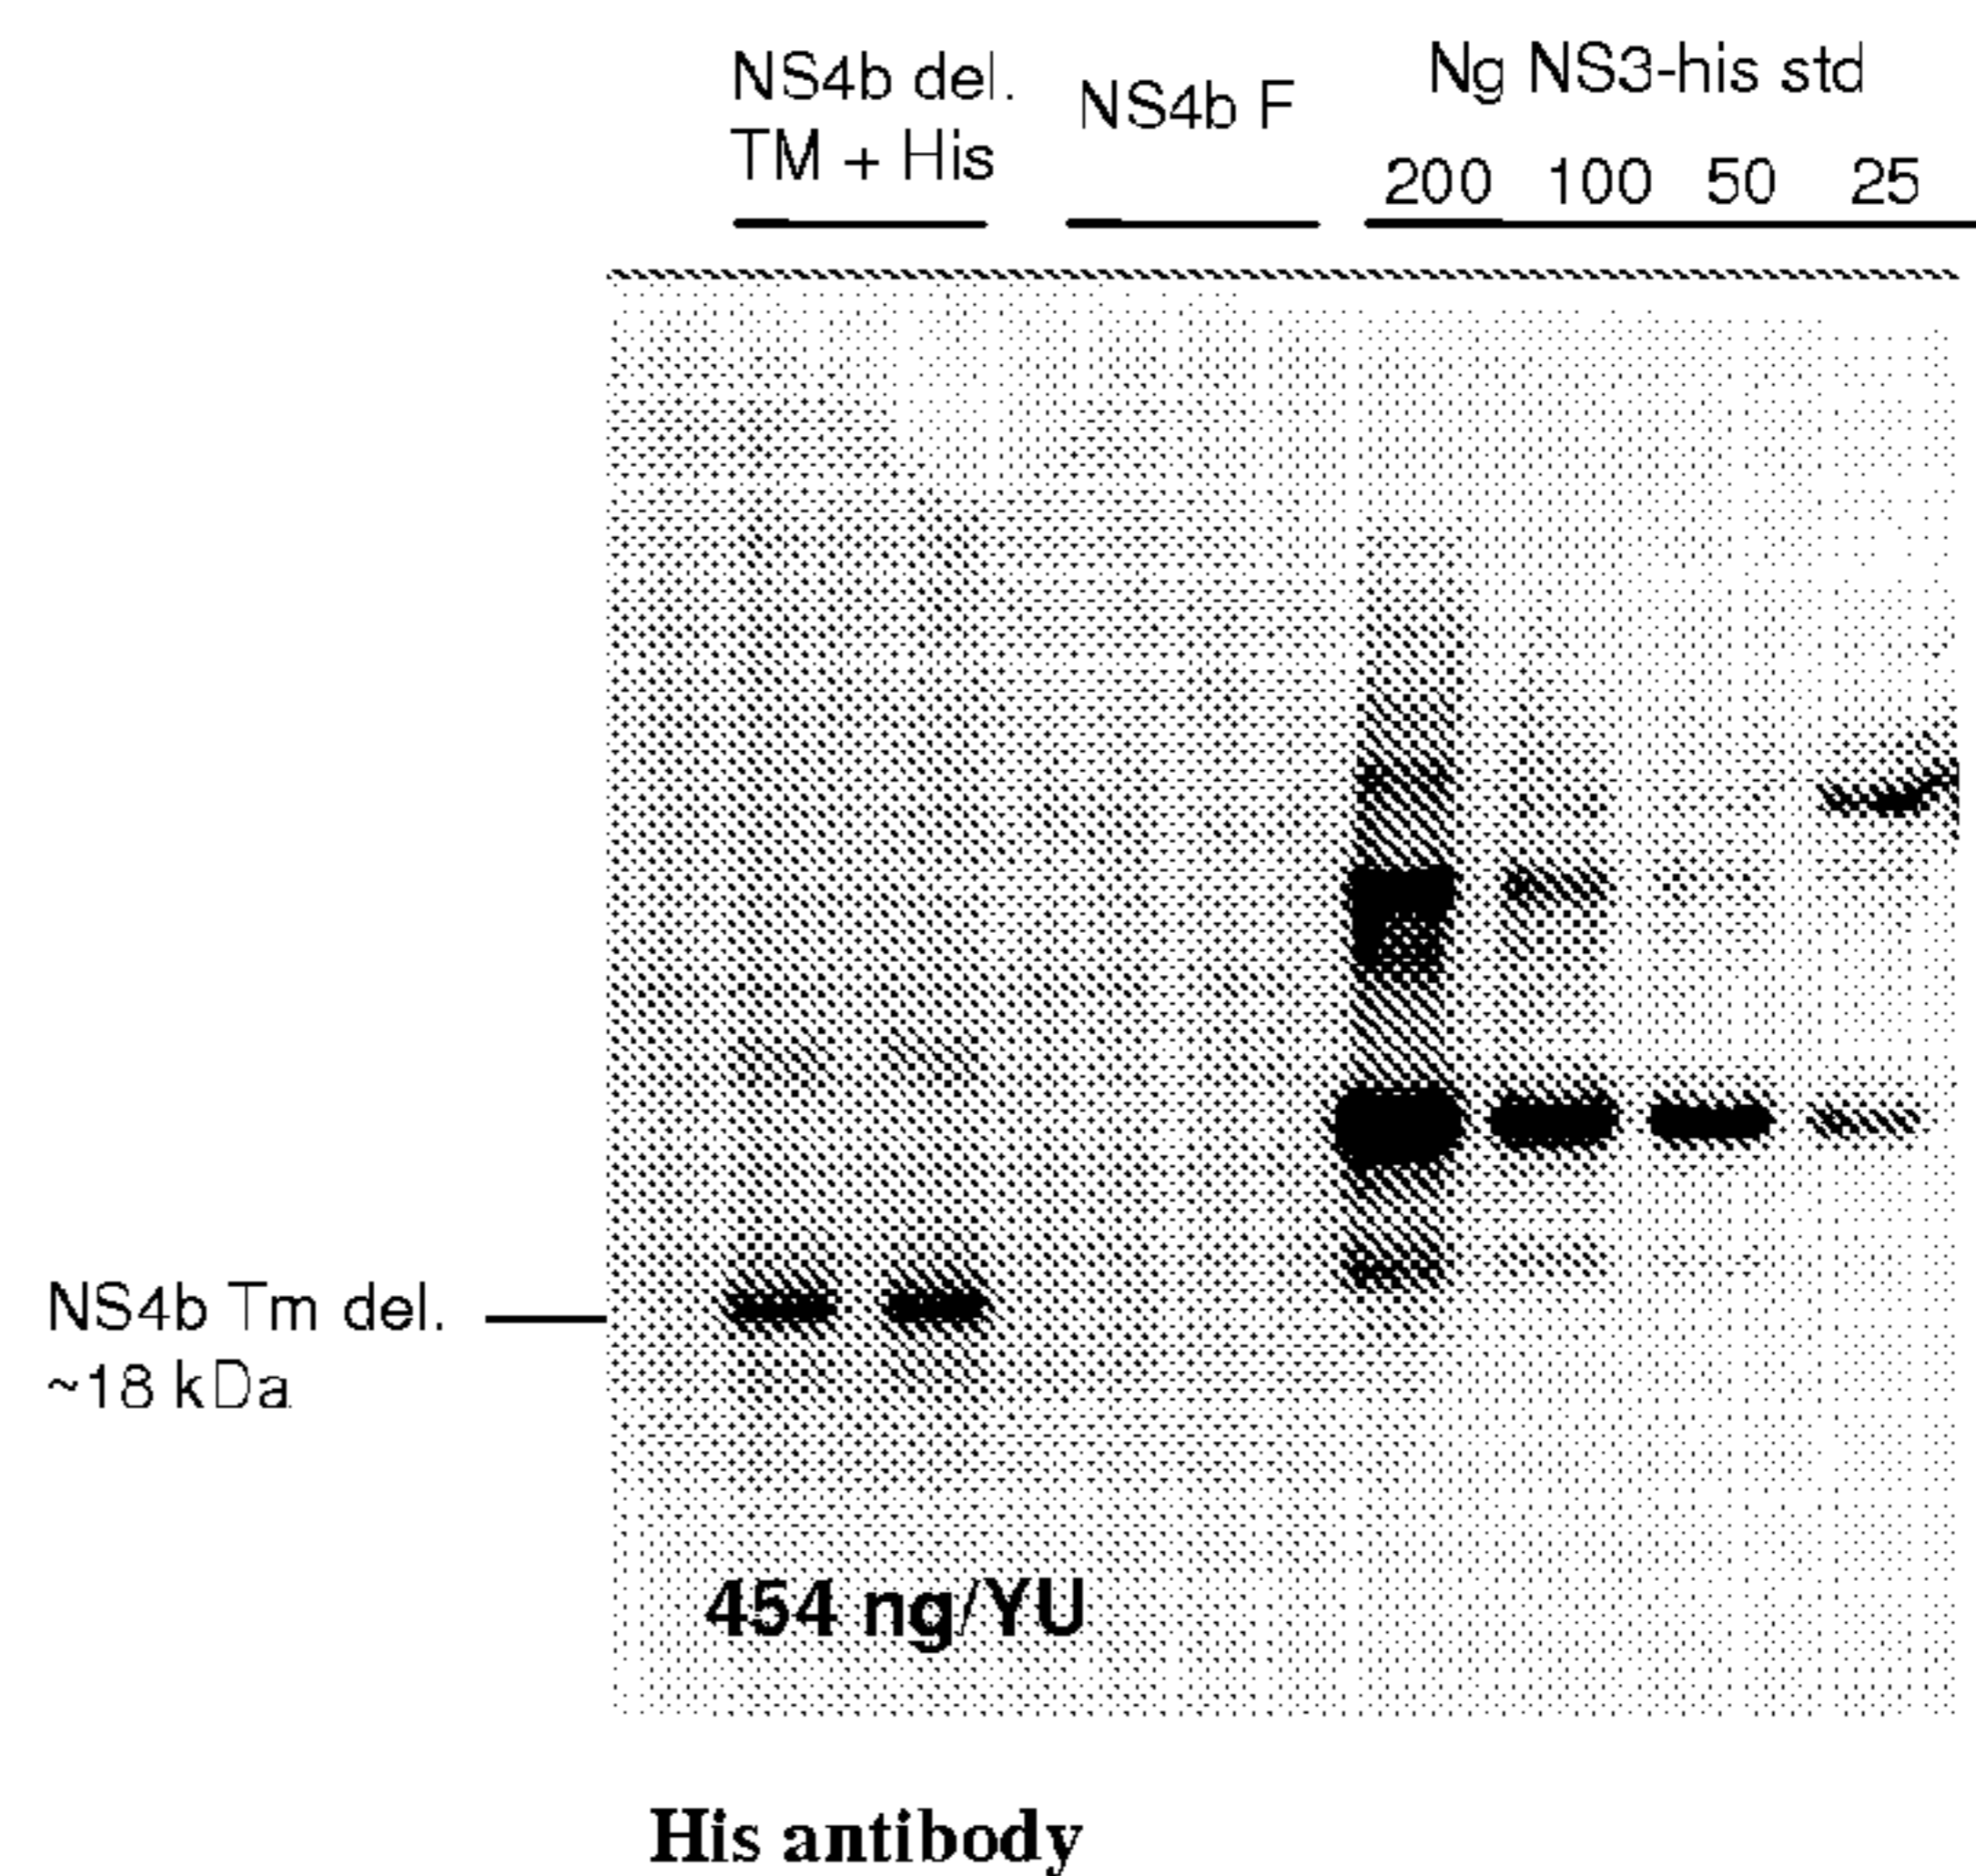 NS4b del.
TM + His
NS4b F
Ng NS3-his std
200 100 50 25
NS4b Tm del.
~18 kDa
454 ng/YU
His antibody